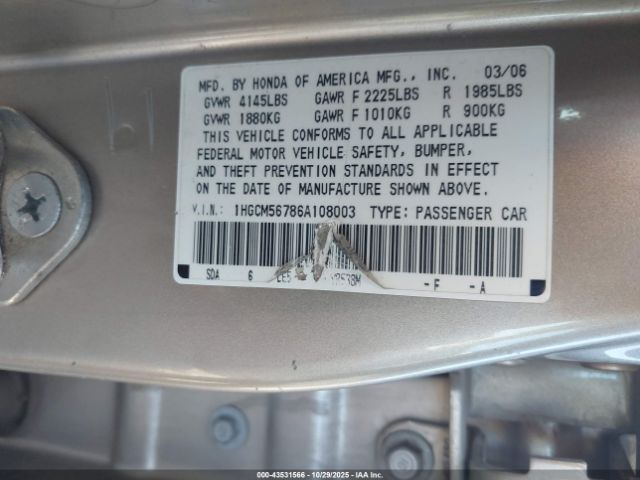 MFD. BY HONDA OF AMERICA MFG., INC. 03/06
GVWR 4145LBS GAWR F 2225LBS R 1985LBS
GVWR 1880KG GAWR F 1010KG R 900KG
THIS VEHICLE CONFORMS TO ALL APPLICABLE
FEDERAL MOTOR VEHICLE SAFETY, BUMPER,
AND THEFT PREVENTION STANDARDS IN EFFECT
ON THE DATE OF MANUFACTURE SHOWN ABOVE.
V.I.N.: 1HGCM56786A108003 TYPE: PASSENGER CAR
SDA 6 -F -A
000-43531566 | 10/29/2025 | IAA Inc.